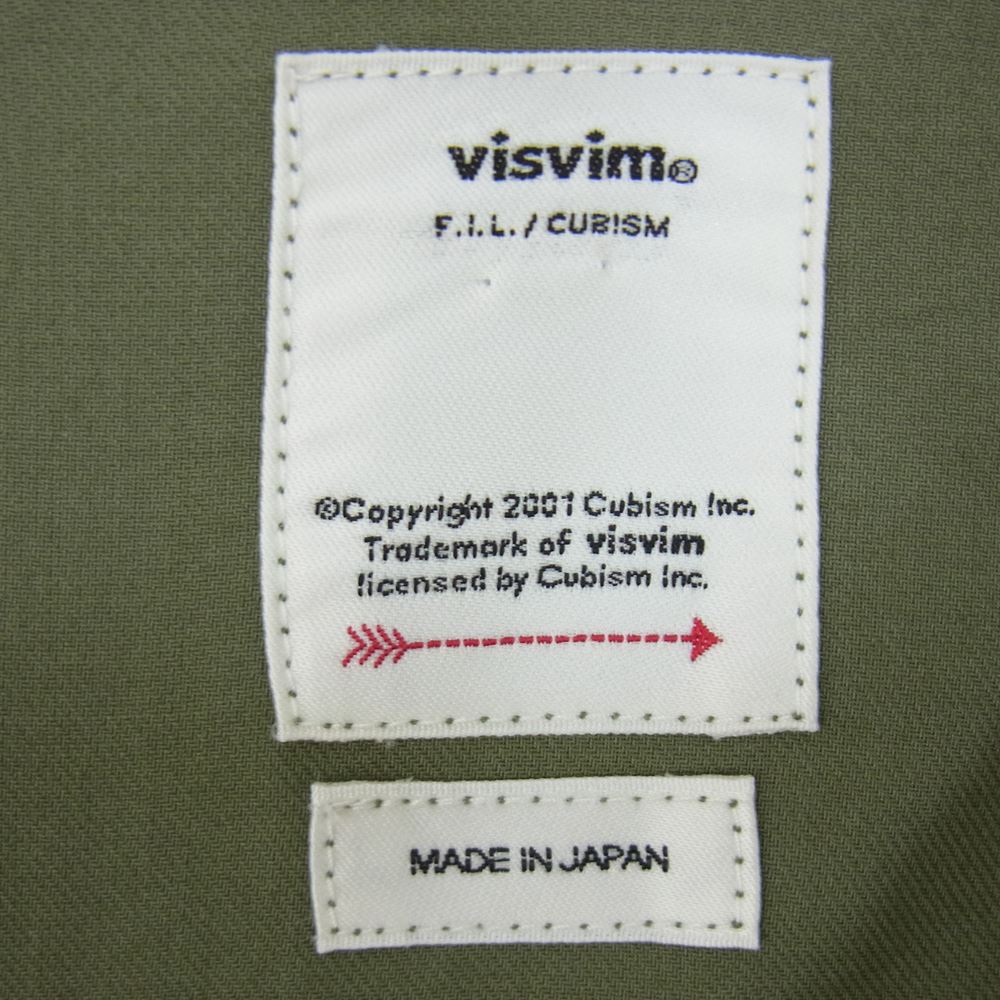 visvim®
F.I.L. / CUBISM
®Copyright 2001 Cubism Inc.
Trademark of visvim
licensed by Cubism Inc.
MADE IN JAPAN